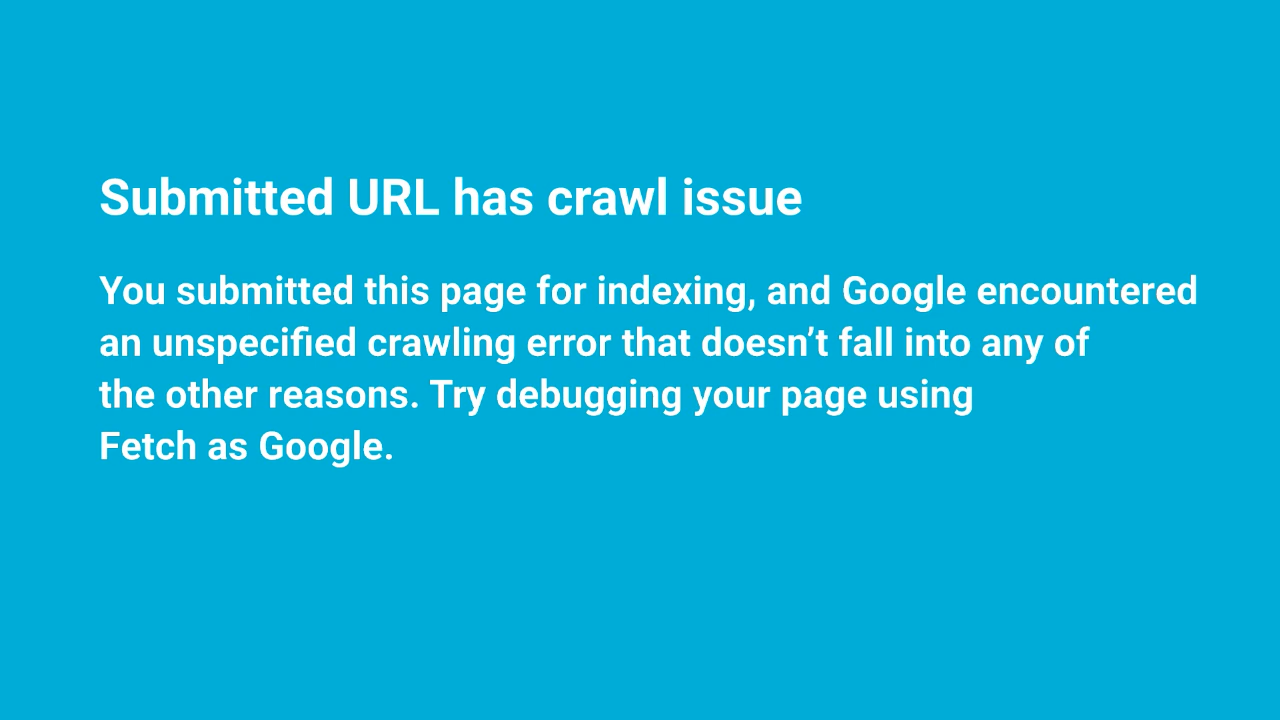 Submitted URL has crawl issue
You submitted this page for indexing, and Google encountered
an unspecified crawling error that doesn’t fall into any of
the other reasons. Try debugging your page using
Fetch as Google.